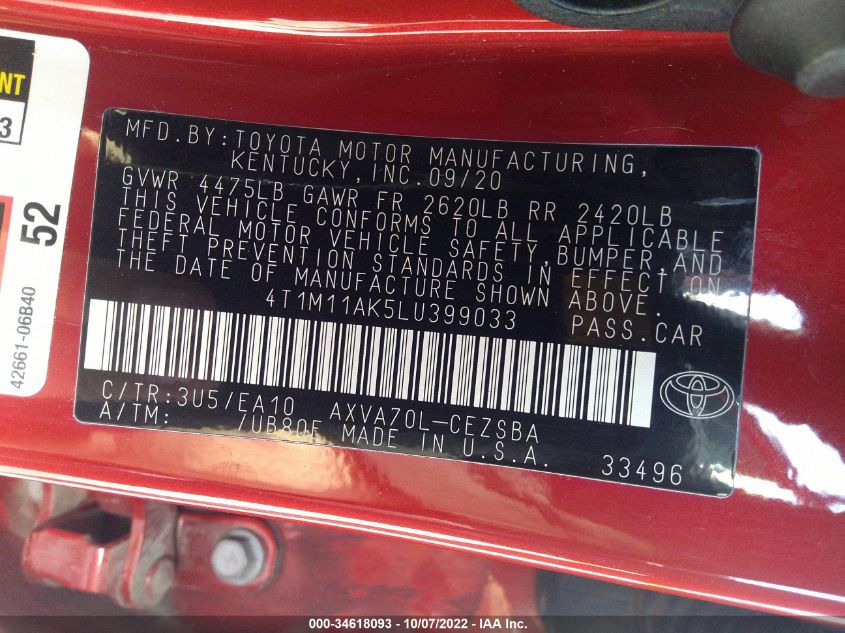 MFD.BY:TOYOTA MOTOR MANUFACTURING,
KENTUCKY, INC. 09/20
GVWR 4475LB GAWR FR 2620LB RR 2420LB
THIS VEHICLE CONFORMS TO ALL APPLICABLE
FEDERAL MOTOR VEHICLE SAFETY, BUMPER, AND
THEFT PREVENTION STANDARDS IN EFFECT ON
THE DATE OF MANUFACTURE SHOWN ABOVE.
4T1M11AK5LU399033 PASS.CAR
C/TR:3U5/EA10 AXVA70L-CEZSBA
A/TM: /UB80F MADE IN U.S.A. 33496
NT
3
52
42661-06B40
000-34618093 - 10/07/2022 - IAA Inc.